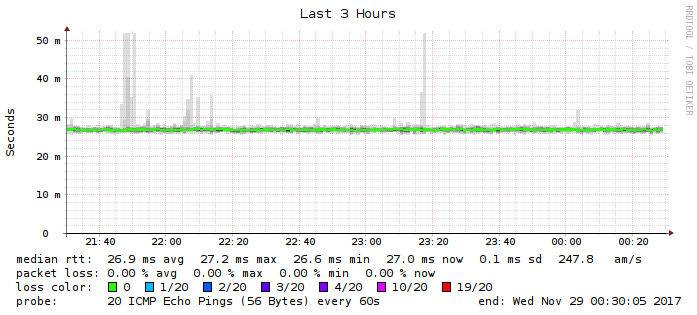 Last 3 Hours
RRDTOOL / TOBI OETIKER
Seconds
50 m
40 m
30 m
20 m
10 m
0
21:40 22:00 22:20 22:40 23:00 23:20 23:40 00:00 00:20
median rtt: 26.9 ms avg 27.2 ms max 26.6 ms min 27.0 ms now 0.1 ms sd 247.8 am/s
packet loss: 0.00 % avg 0.00 % max 0.00 % min 0.00 % now
loss color: 0 1/20 2/20 3/20 4/20 10/20 19/20
probe: 20 ICMP Echo Pings (56 Bytes) every 60s end: Wed Nov 29 00:30:05 2017